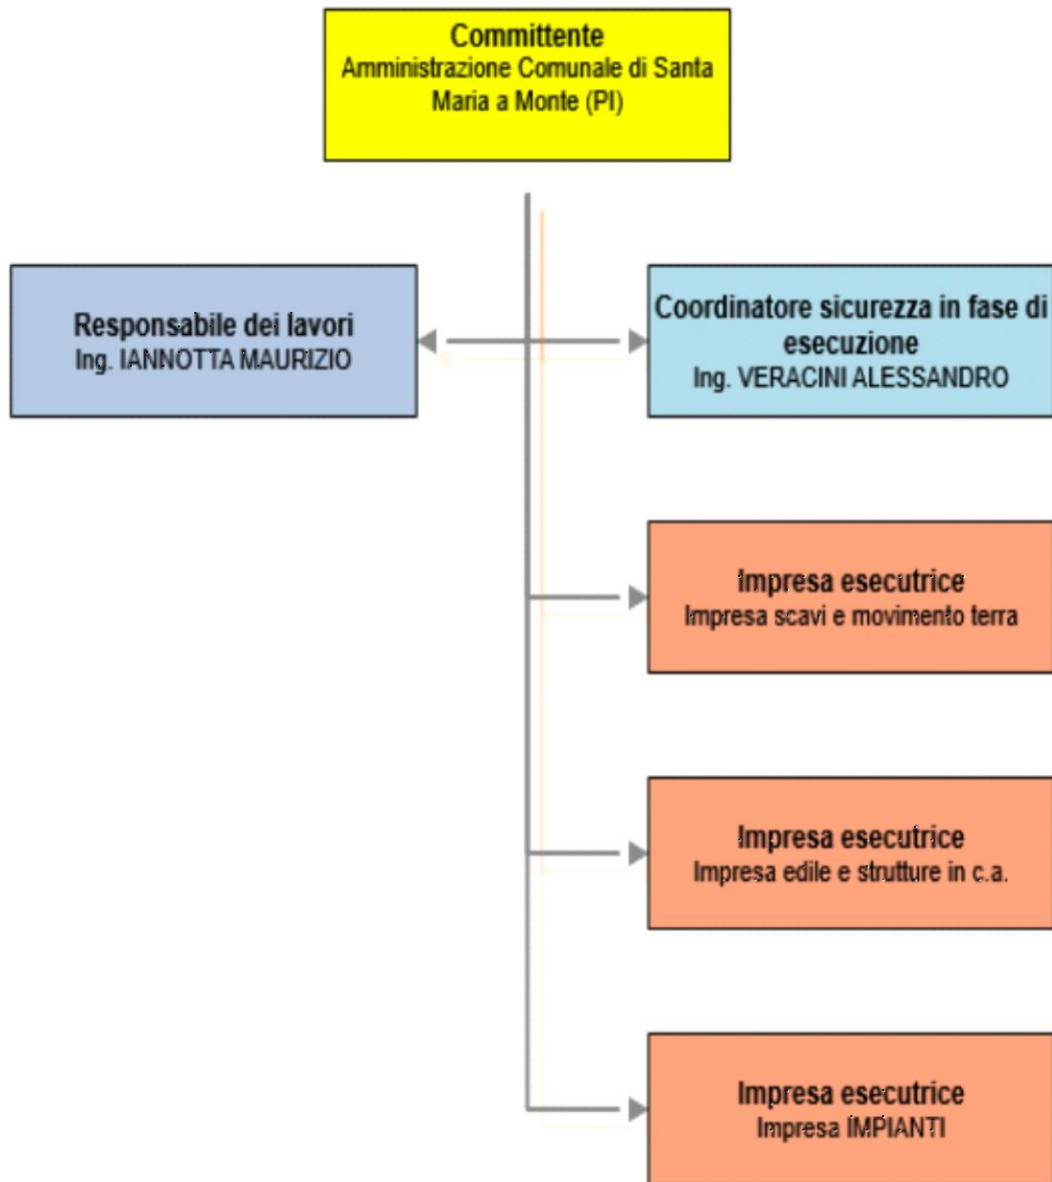 Committente
Amministrazione Comunale di Santa
Maria a Monte (PI)
Responsabile dei lavori
Ing. IANNOTTA MAURIZIO
Coordinatore sicurezza in fase di
esecuzione
Ing. VERACINI ALESSANDRO
Impresa esecutrice
Impresa scavi e movimento terra
Impresa esecutrice
Impresa edile e strutture in c.a.
Impresa esecutrice
Impresa IMPIANTI